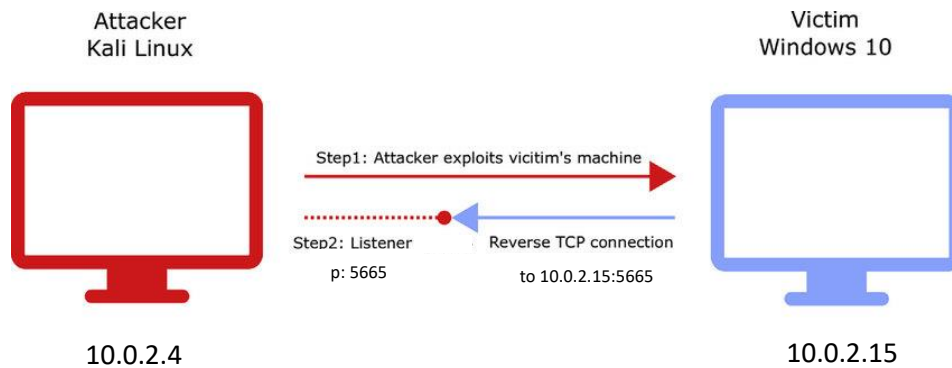 Attacker
Kali Linux
Victim
Windows 10
Step1: Attacker exploits vicitim's machine
Step2: Listener
p: 5665
Reverse TCP connection
to 10.0.2.15:5665
10.0.2.4
10.0.2.15